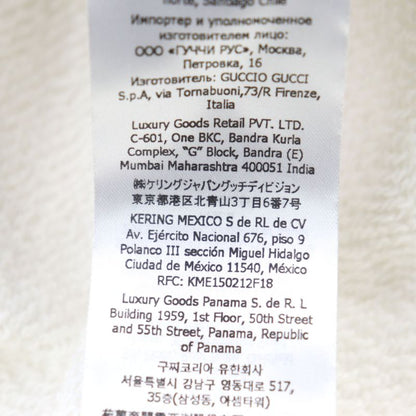 norte, Santiago Chile
Импортер и уполномоченное
изготовителем лицо:
ООО «ГУЧЧИ РУС», Москва,
Петровка, 16
Изготовитель: GUCCIO GUCCI
S.p.A, via Tornabuoni,73/R Firenze,
Italia
Luxury Goods Retail PVT. LTD.
C-601, One BKC, Bandra Kurla
Complex, "G" Block, Bandra (E)
Mumbai Maharashtra 400051 India
㈱ケリングジャパングッチディビジョン
東京都港区北青山3丁目6番7号
KERING MEXICO S de RL de CV
Av. Ejército Nacional 676, piso 9
Polanco III sección Miguel Hidalgo
Ciudad de México 11540, México
RFC: KME150212F18
Luxury Goods Panama S. de R. L
Building 1959, 1st Floor, 50th Street
and 55th Street, Panama, Republic
of Panama
구찌코리아 유한회사
서울특별시 강남구 영동대로 517,
35층(삼성동, 아셈타워)